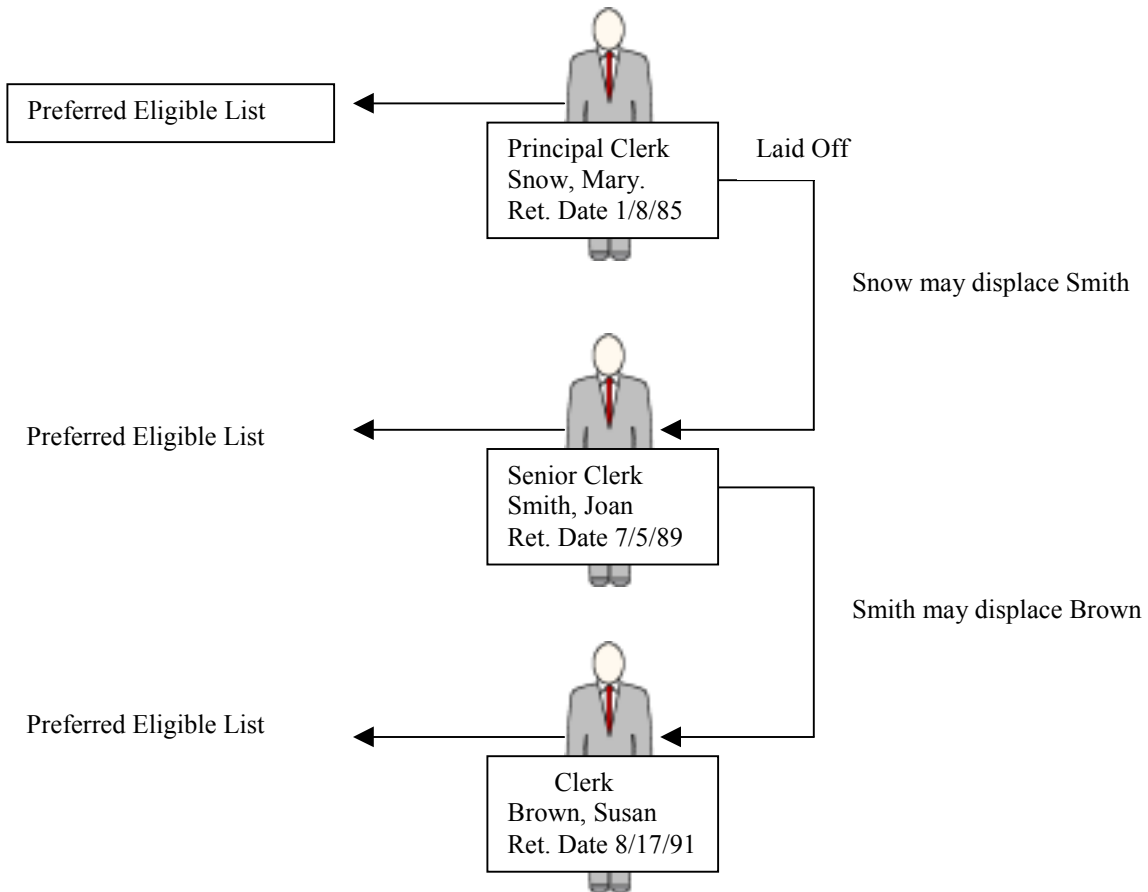 Preferred Eligible List
Principal Clerk
Snow, Mary.
Ret. Date 1/8/85
Laid Off
Snow may displace Smith
Preferred Eligible List
Senior Clerk
Smith, Joan
Ret. Date 7/5/89
Smith may displace Brown
Preferred Eligible List
Clerk
Brown, Susan
Ret. Date 8/17/91